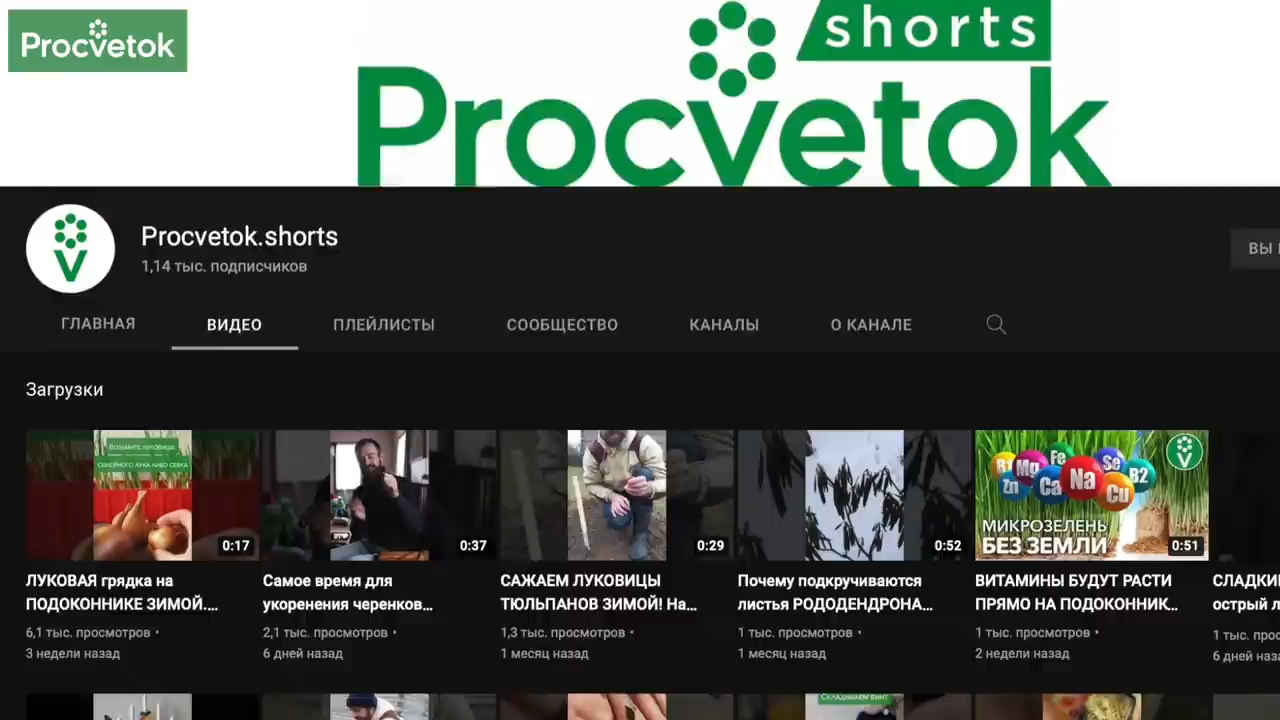 Procvetok
shorts
Procvetok
Procvetok.shorts
1,14 тыс. подписчиков
ВЫ
ГЛАВНАЯ
ВИДЕО
ПЛЕЙЛИСТЫ
СООБЩЕСТВО
КАНАЛЫ
О КАНАЛЕ
Загрузки
0:17
0:37
0:29
0:52
Mg
Fe
Se
B2
Zn
Ca
Na
Cu
МИКРОЗЕЛЕНЬ
БЕЗ ЗЕМЛИ
0:51
ЛУКОВАЯ грядка на
ПОДОКОННИКЕ ЗИМОЙ....
6,1 тыс. просмотров •
3 недели назад
Самое время для
укоренения черенков...
2,1 тыс. просмотров •
6 дней назад
САЖАЕМ ЛУКОВИЦЫ
ТЮЛЬПАНОВ ЗИМОЙ! На...
1,3 тыс. просмотров •
1 месяц назад
Почему подкручиваются
листья РОДОДЕНДРОНА...
1 тыс. просмотров •
1 месяц назад
ВИТАМИНЫ БУДУТ РАСТИ
ПРЯМО НА ПОДОКОННИК...
1 тыс. просмотров •
2 недели назад
СЛАДКИ
острый л
1 тыс. прос
6 дней наза